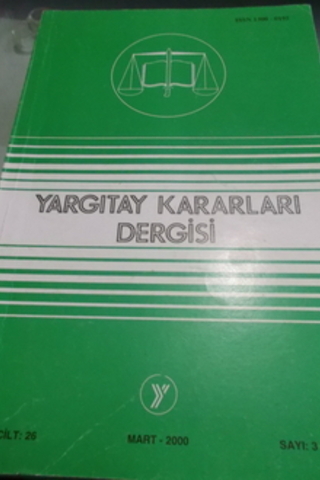 YARGITAY KARARLARI
DERGİSİ
CİLT: 26 MART - 2000 SAYI: 3